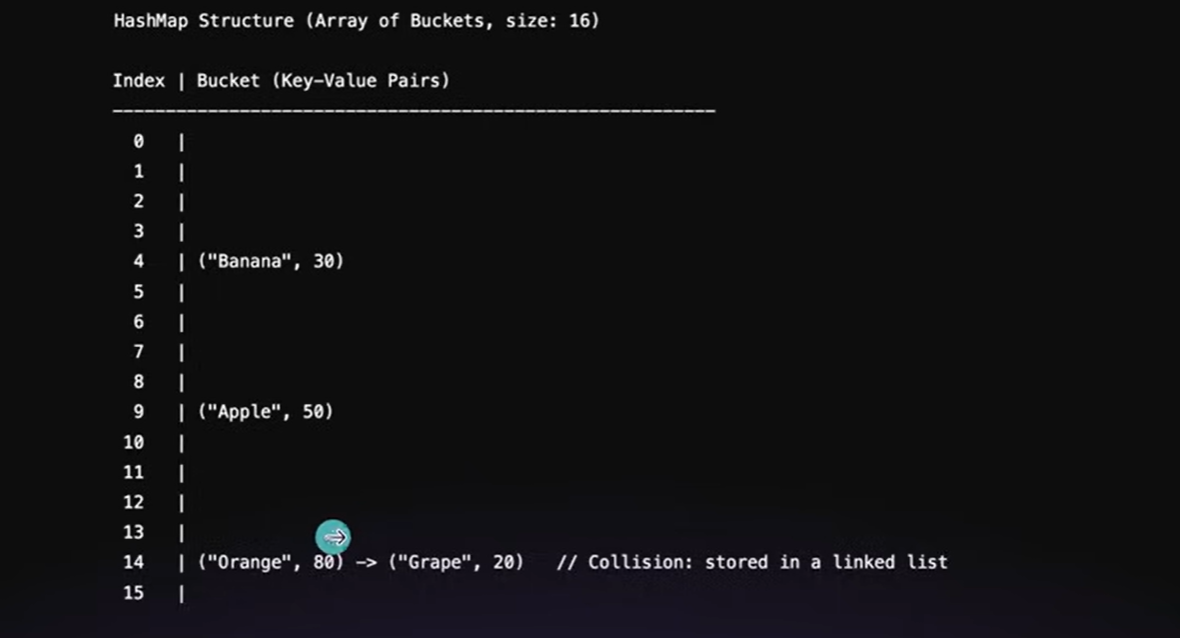 HashMap Structure (Array of Buckets, size: 16)
Index | Bucket (Key-Value Pairs)
---------------------------------------------------------
0 |
1 |
2 |
3 |
4 | ("Banana", 30)
5 |
6 |
7 |
8 |
9 | ("Apple", 50)
10 |
11 |
12 |
13 |
14 | ("Orange", 80) -> ("Grape", 20) // Collision: stored in a linked list
15 |